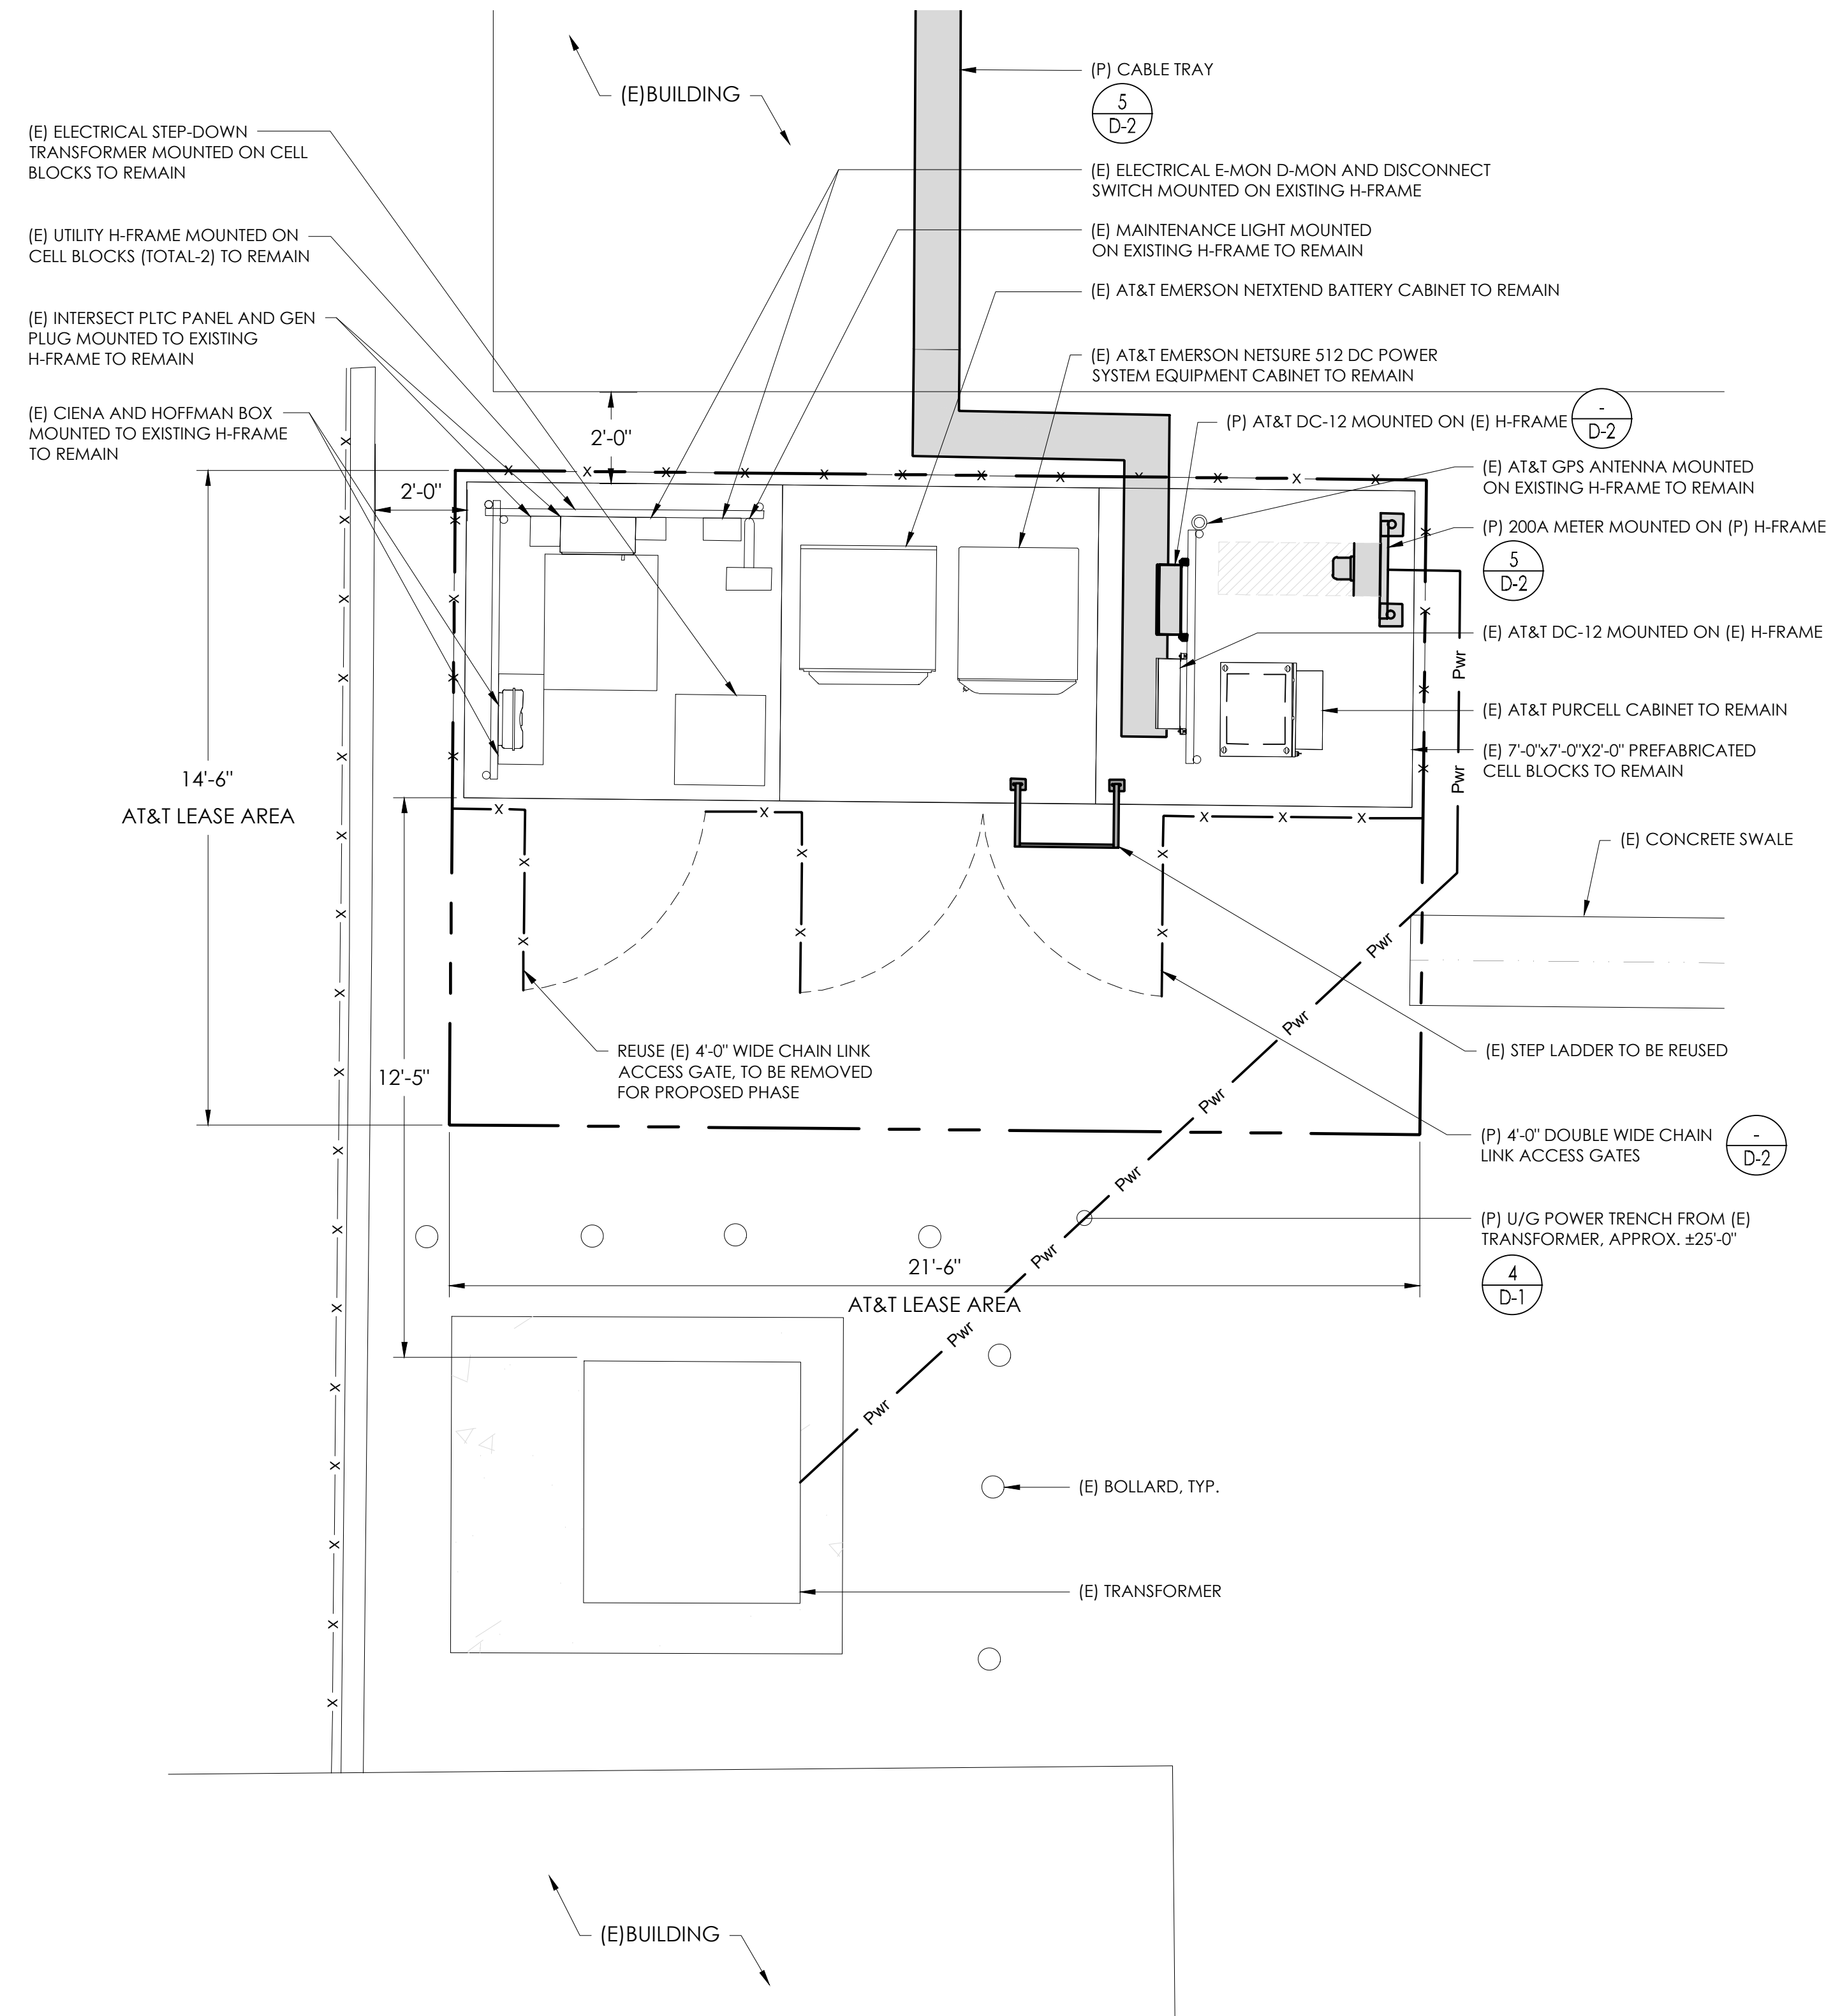 (E)BUILDING
(P) CABLE TRAY
5
D-2
(E) ELECTRICAL STEP-DOWN
TRANSFORMER MOUNTED ON CELL
BLOCKS TO REMAIN
(E) ELECTRICAL E-MON D-MON AND DISCONNECT
SWITCH MOUNTED ON EXISTING H-FRAME
(E) UTILITY H-FRAME MOUNTED ON
CELL BLOCKS (TOTAL-2) TO REMAIN
(E) MAINTENANCE LIGHT MOUNTED
ON EXISTING H-FRAME TO REMAIN
(E) AT&T EMERSON NETXTEND BATTERY CABINET TO REMAIN
(E) INTERSECT PLTC PANEL AND GEN
PLUG MOUNTED TO EXISTING
H-FRAME TO REMAIN
(E) AT&T EMERSON NETSURE 512 DC POWER
SYSTEM EQUIPMENT CABINET TO REMAIN
(E) CIENA AND HOFFMAN BOX
MOUNTED TO EXISTING H-FRAME
TO REMAIN
2'-0"
(P) AT&T DC-12 MOUNTED ON (E) H-FRAME
-
D-2
(E) AT&T GPS ANTENNA MOUNTED
ON EXISTING H-FRAME TO REMAIN
2'-0"
(P) 200A METER MOUNTED ON (P) H-FRAME
5
D-2
(E) AT&T DC-12 MOUNTED ON (E) H-FRAME
Pwr
(E) AT&T PURCELL CABINET TO REMAIN
(E) 7'-0"x7'-0"X2'-0" PREFABRICATED
CELL BLOCKS TO REMAIN
Pwr
14'-6"
AT&T LEASE AREA
(E) CONCRETE SWALE
Pwr
Pwr
REUSE (E) 4'-0" WIDE CHAIN LINK
ACCESS GATE, TO BE REMOVED
FOR PROPOSED PHASE
(E) STEP LADDER TO BE REUSED
12'-5"
Pwr
(P) 4'-0" DOUBLE WIDE CHAIN
LINK ACCESS GATES
-
D-2
Pwr
(P) U/G POWER TRENCH FROM (E)
TRANSFORMER, APPROX. ±25'-0"
4
D-1
Pwr
21'-6"
AT&T LEASE AREA
Pwr
Pwr
(E) BOLLARD, TYP.
(E) TRANSFORMER
(E)BUILDING